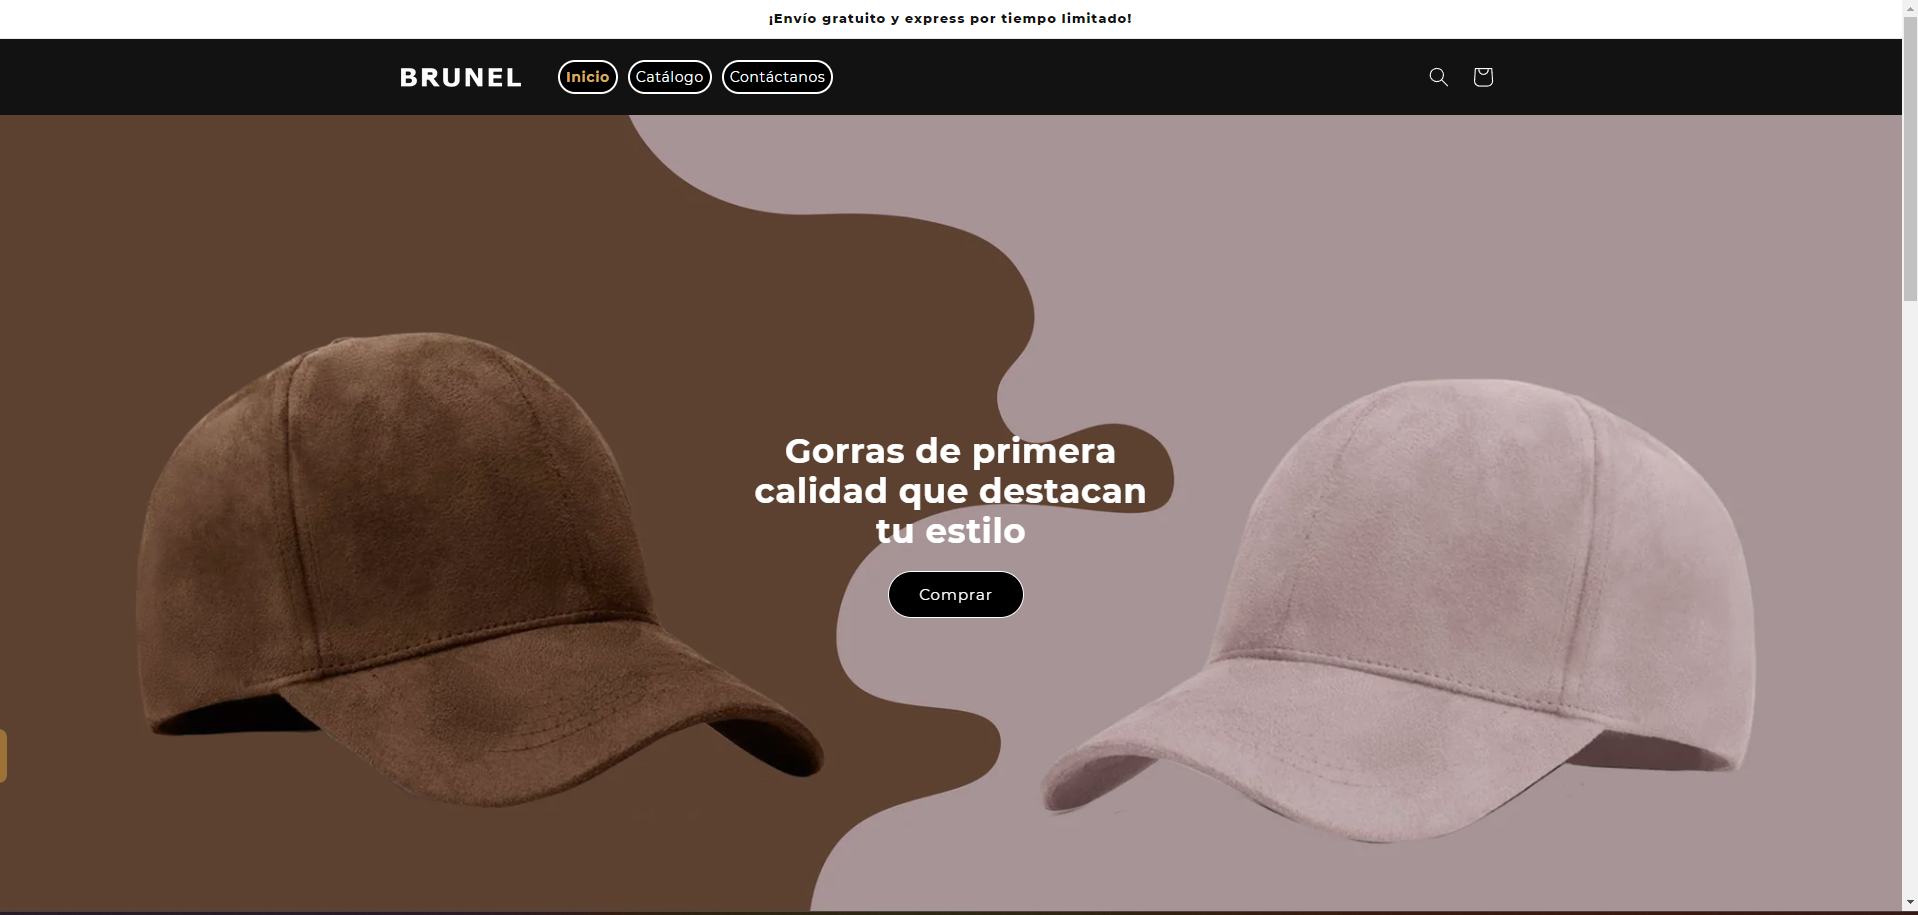 ¡Envío gratuito y express por tiempo limitado!
BRUNEL
Inicio
Catálogo
Contáctanos
Gorras de primera
calidad que destacan
tu estilo
Comprar